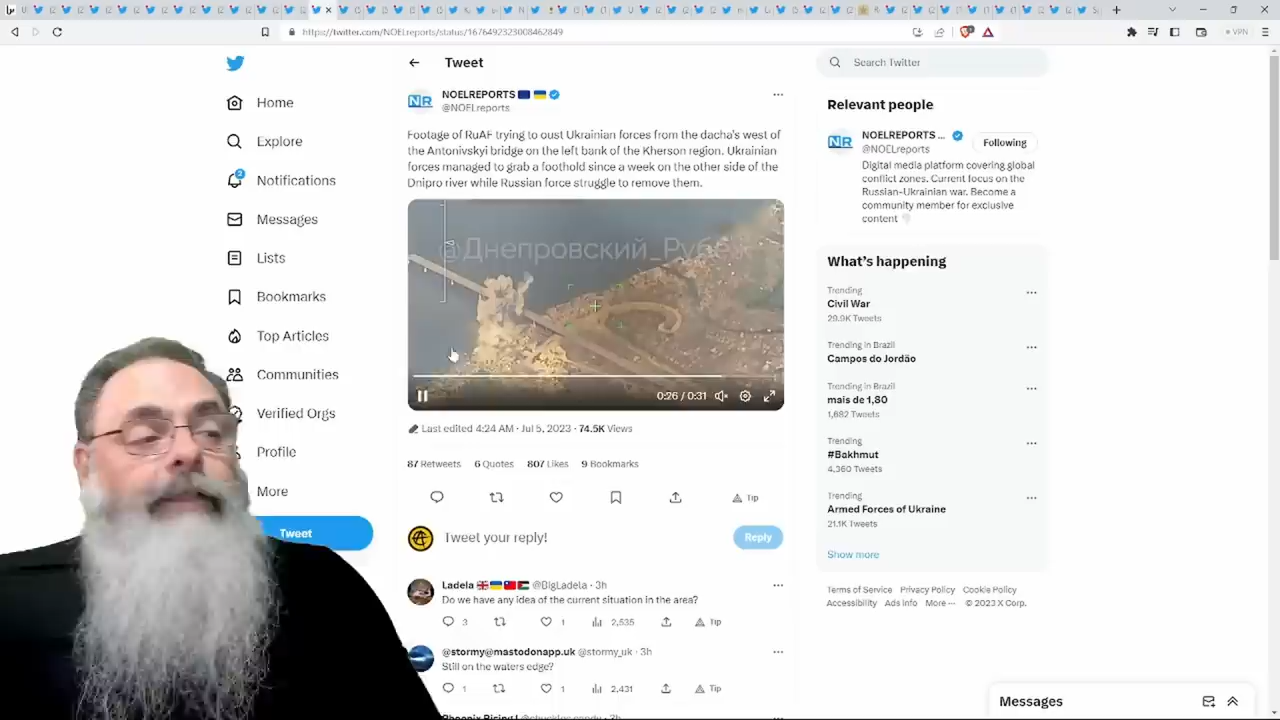 https://twitter.com/NOELreports/status/1676492323008462849
VPN
Home
Explore
2
Notifications
Messages
Lists
Bookmarks
Top Articles
Communities
Verified Orgs
Profile
More
Tweet
Tweet
NR
NOELREPORTS
@NOELreports
Footage of RuAF trying to oust Ukrainian forces from the dacha's west of
the Antonivskyi bridge on the left bank of the Kherson region. Ukrainian
forces managed to grab a foothold since a week on the other side of the
Dnipro river while Russian force struggle to remove them.
@Днепровский_Рубеж
0:26 / 0:31
Last edited 4:24 AM · Jul 5, 2023 · 74.5K Views
87 Retweets 6 Quotes 807 Likes 9 Bookmarks
Tip
Tweet your reply!
Reply
Ladela @BigLadela · 3h
Do we have any idea of the current situation in the area?
3 1 2,535 Tip
@stormy@mastodonapp.uk @stormy_uk · 3h
Still on the waters edge?
1 1 2,431 Tip
Search Twitter
Relevant people
NR
NOELREPORTS ...
@NOELreports
Following
Digital media platform covering global
conflict zones. Current focus on the
Russian-Ukrainian war. Become a
community member for exclusive
content
What's happening
Trending
Civil War
29.9K Tweets
Trending in Brazil
Campos do Jordão
Trending in Brazil
mais de 1,80
1,682 Tweets
Trending
#Bakhmut
4,360 Tweets
Trending
Armed Forces of Ukraine
21.1K Tweets
Show more
Terms of Service Privacy Policy Cookie Policy
Accessibility Ads info More ··· © 2023 X Corp.
Messages